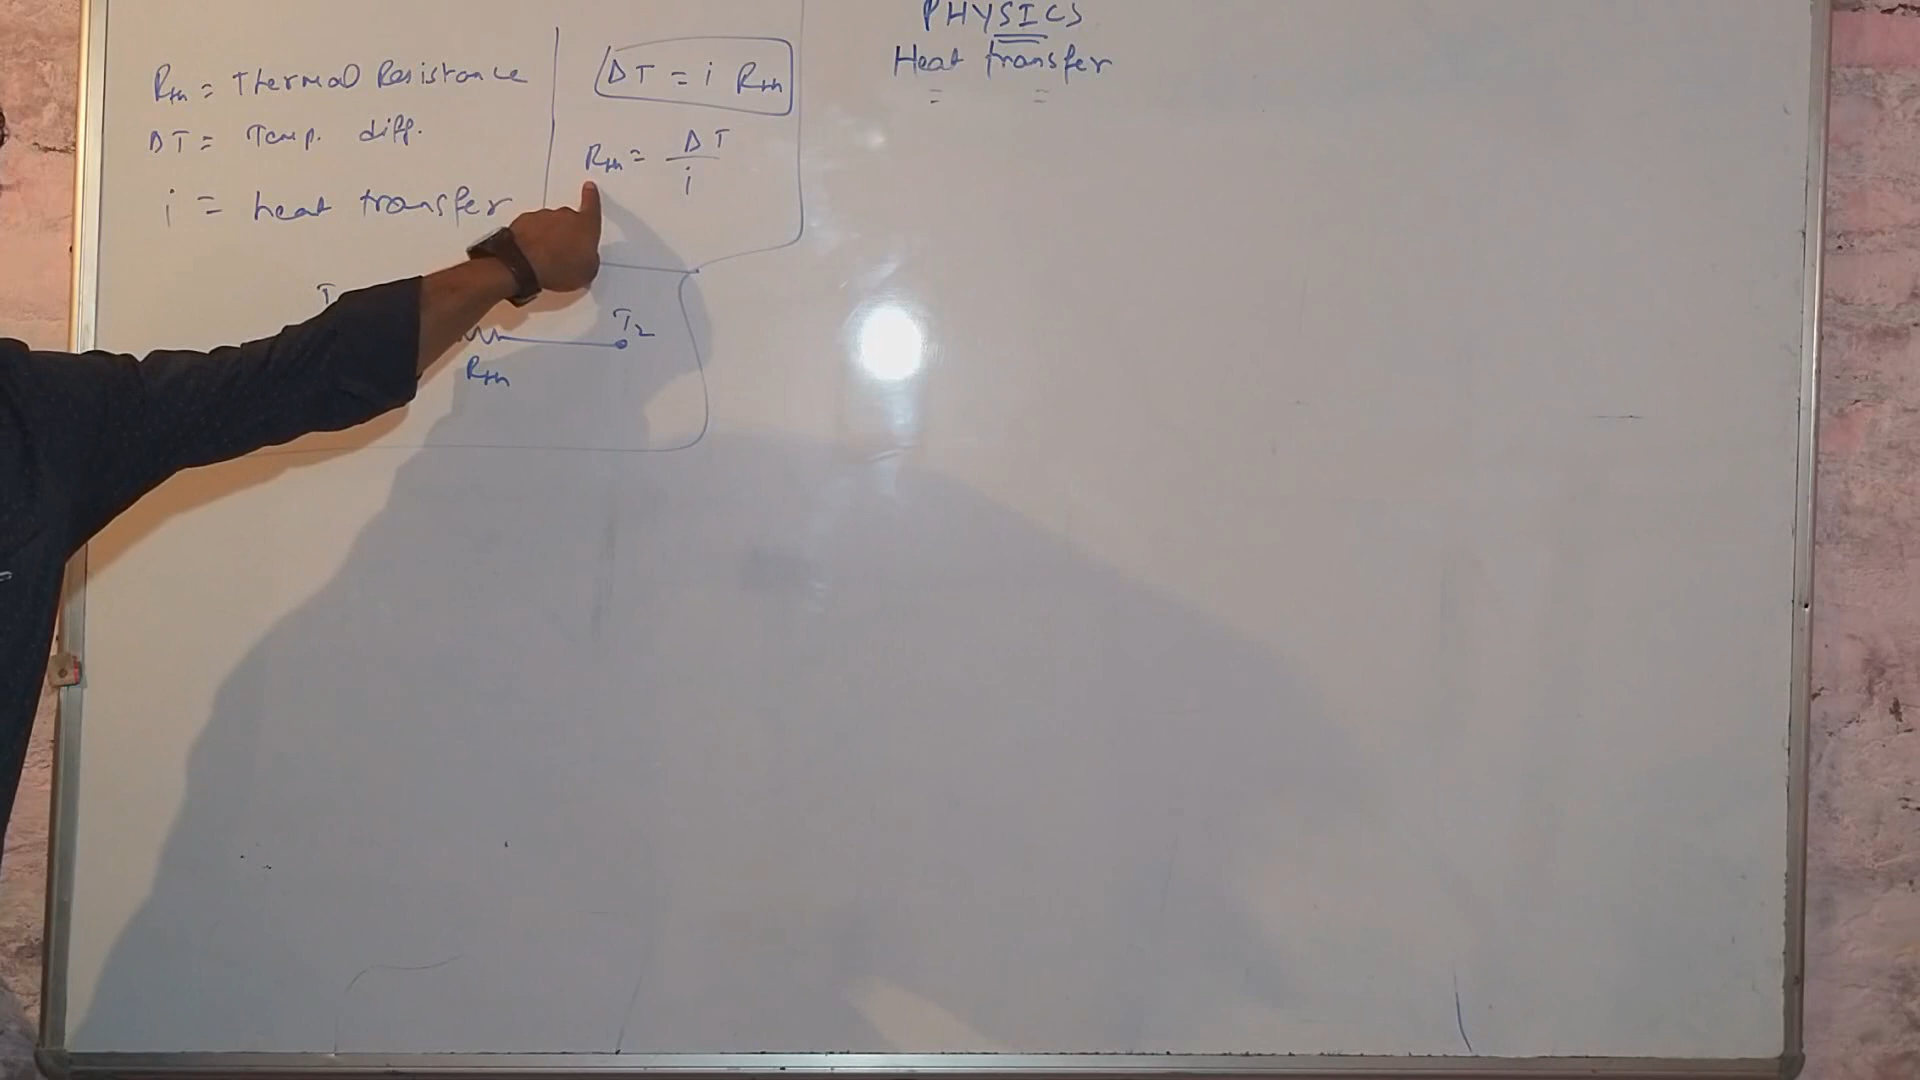 PHYSICS
Heat transfer
Rth = Thermal Resistance
ΔT = Temp. diff.
i = heat transfer
ΔT = i Rth
Rth = ΔT / i
T
T2
Rth